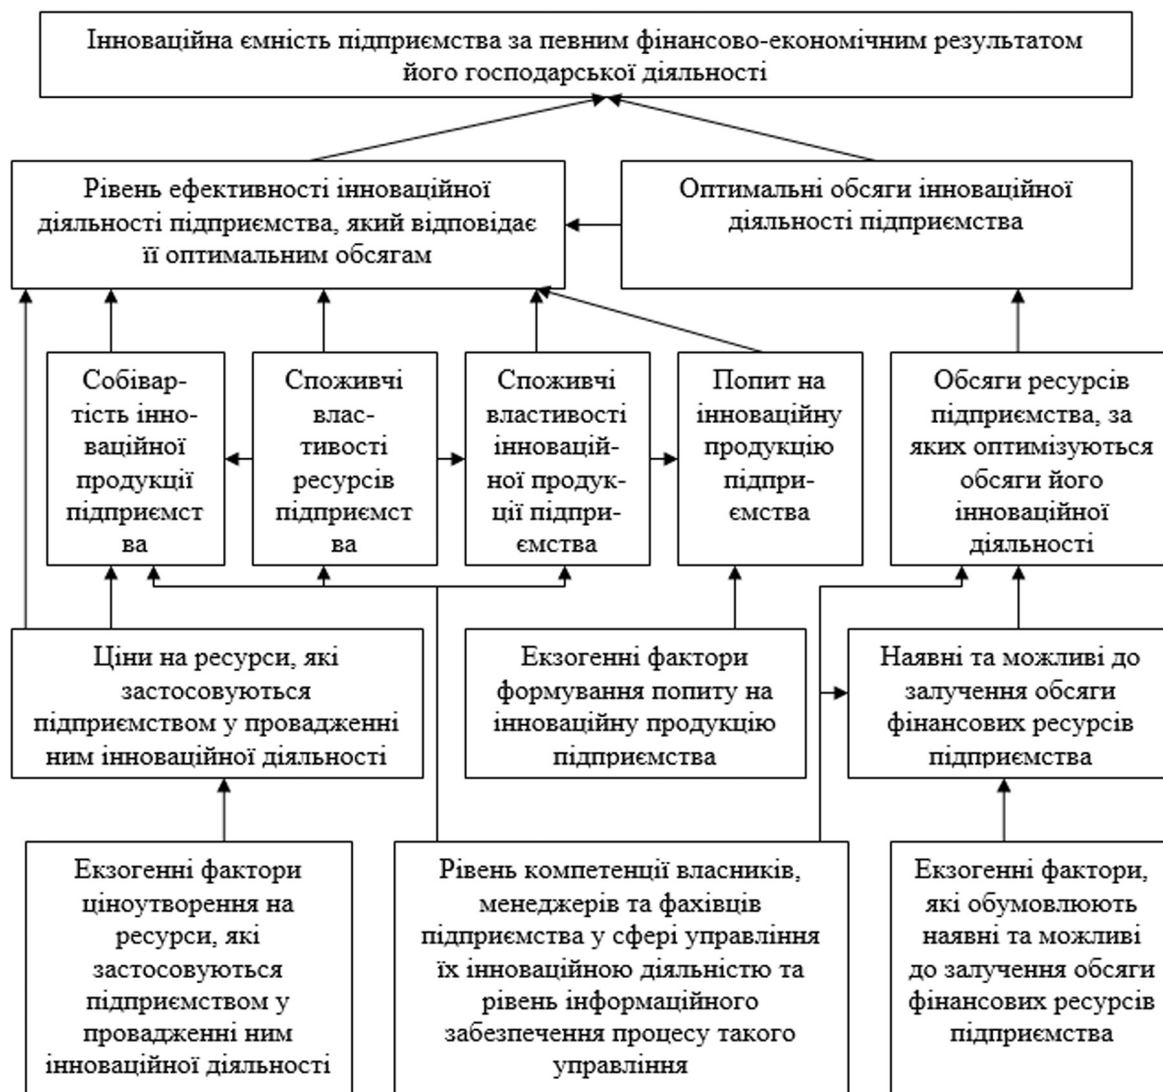 Інноваційна ємність підприємства за певним фінансово-економічним результатом
його господарської діяльності
Рівень ефективності інноваційної
діяльності підприємства, який відповідає
її оптимальним обсягам
Оптимальні обсяги інноваційної
діяльності підприємства
Собівар-
тість інно-
ваційної
продукції
підприємст
ва
Споживчі
влас-
тивості
ресурсів
підприємст
ва
Споживчі
властивості
інновацій-
ної продук-
ції підпри-
ємства
Попит на
інноваційну
продукцію
підпри-
ємства
Обсяги ресурсів
підприємства, за
яких оптимізуються
обсяги його
інноваційної
діяльності
Ціни на ресурси, які
застосовуються
підприємством у провадженні
ним інноваційної діяльності
Екзогенні фактори
формування попиту на
інноваційну продукцію
підприємства
Наявні та можливі до
залучення обсяги
фінансових ресурсів
підприємства
Екзогенні фактори
ціноутворення на
ресурси, які
застосовуються
підприємством у
провадженні ним
інноваційної діяльності
Рівень компетенції власників,
менеджерів та фахівців
підприємства у сфері управління
їх інноваційною діяльністю та
рівень інформаційного
забезпечення процесу такого
управління
Екзогенні фактори,
які обумовлюють
наявні та можливі
до залучення обсяги
фінансових ресурсів
підприємства